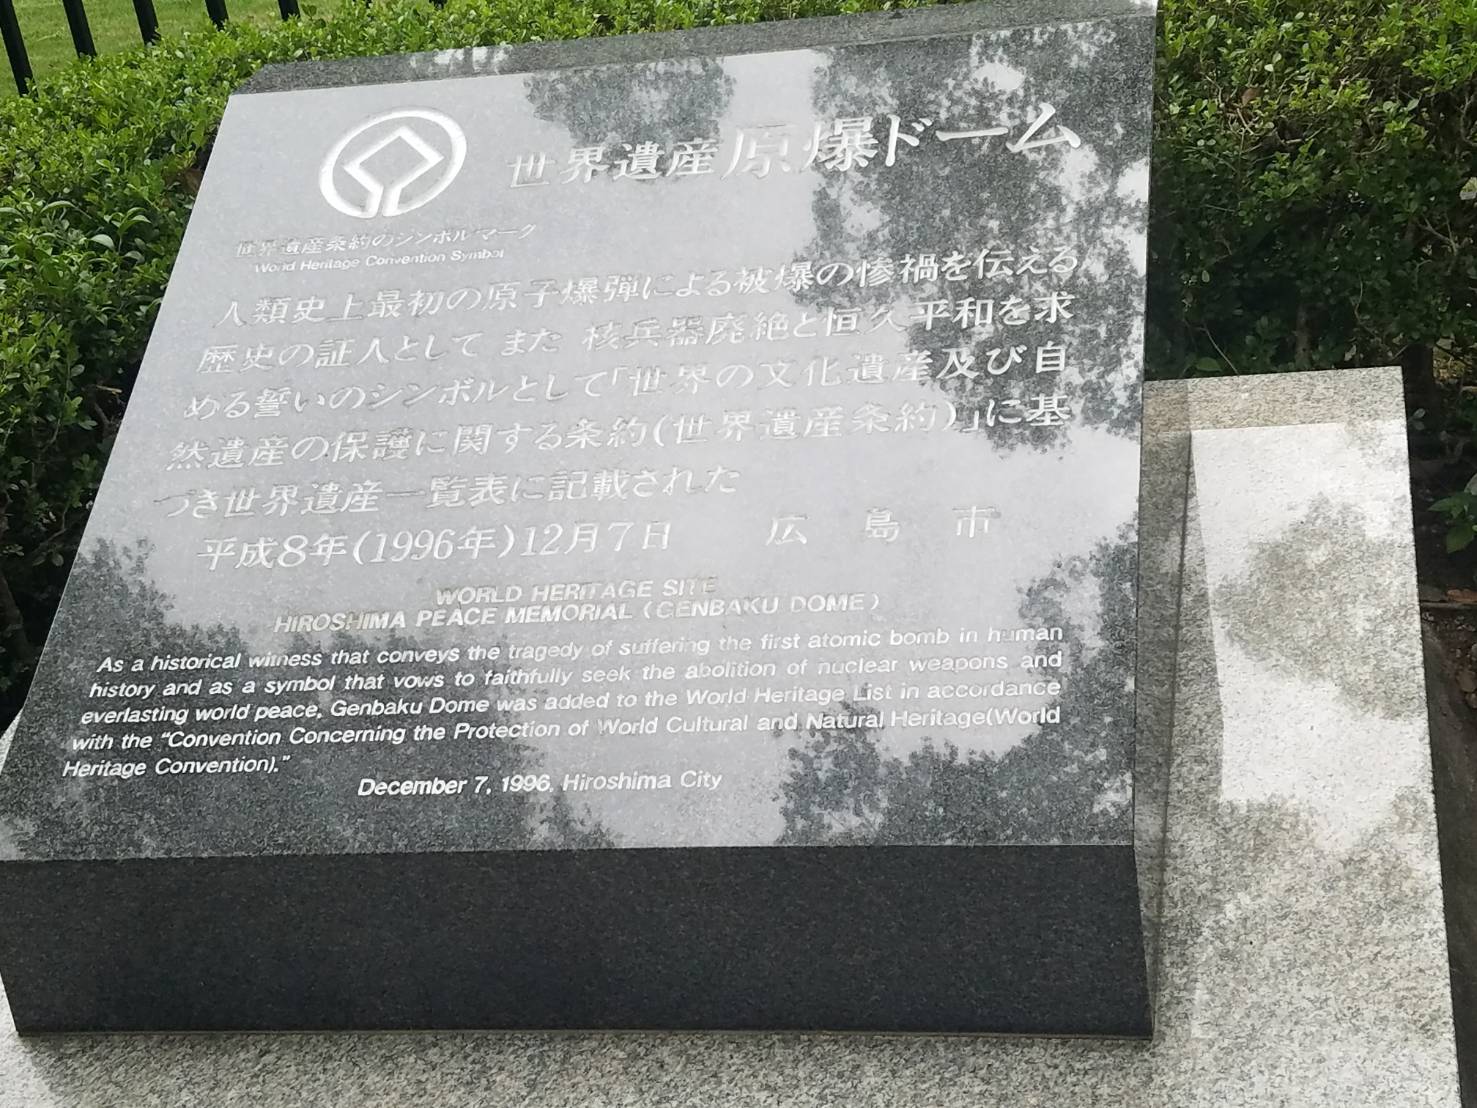 世界遺産 原爆ドーム
世界遺産条約のシンボルマーク
World Heritage Convention Symbol
人類史上最初の原子爆弾による被爆の惨禍を伝える
歴史の証人として また 核兵器廃絶と恒久平和を求
める誓いのシンボルとして「世界の文化遺産及び自
然遺産の保護に関する条約(世界遺産条約)」に基
づき世界遺産一覧表に記載された
平成8年(1996年)12月7日 広島市
WORLD HERITAGE SITE
HIROSHIMA PEACE MEMORIAL (GENBAKU DOME)
As a historical witness that conveys the tragedy of suffering the first atomic bomb in human
history and as a symbol that vows to faithfully seek the abolition of nuclear weapons and
everlasting world peace, Genbaku Dome was added to the World Heritage List in accordance
with the "Convention Concerning the Protection of World Cultural and Natural Heritage(World
Heritage Convention)."
December 7, 1996, Hiroshima City